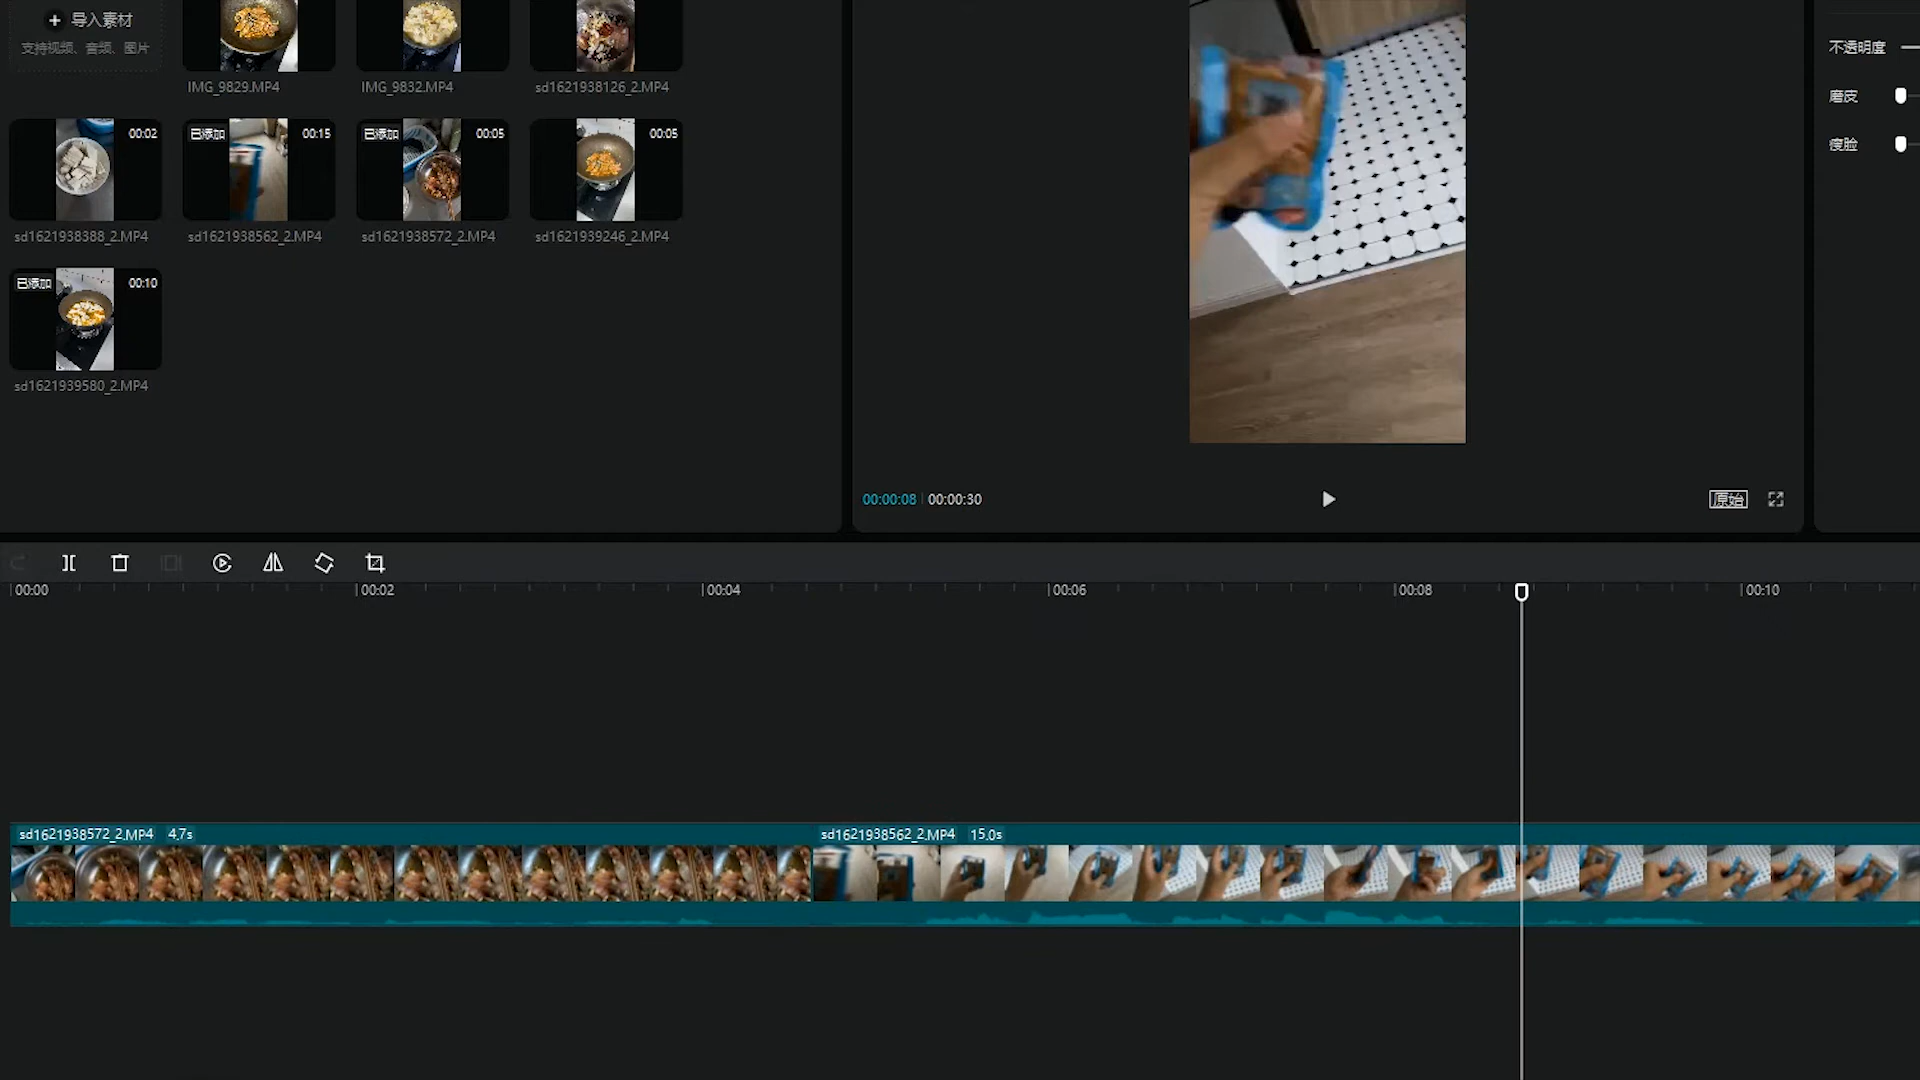 导入素材
支持视频、音频、图片
IMG_9829.MP4
IMG_9832.MP4
sd1621938126_2.MP4
不透明度
磨皮
瘦脸
00:02
已添加
00:15
已添加
00:05
00:05
sd1621938388_2.MP4
sd1621938562_2.MP4
sd1621938572_2.MP4
sd1621939246_2.MP4
已添加
00:10
sd1621939580_2.MP4
00:00:08
00:00:30
原始
00:00
00:02
00:04
00:06
00:08
00:10
sd1621938572_2.MP4 4.7s
sd1621938562_2.MP4 15.0s